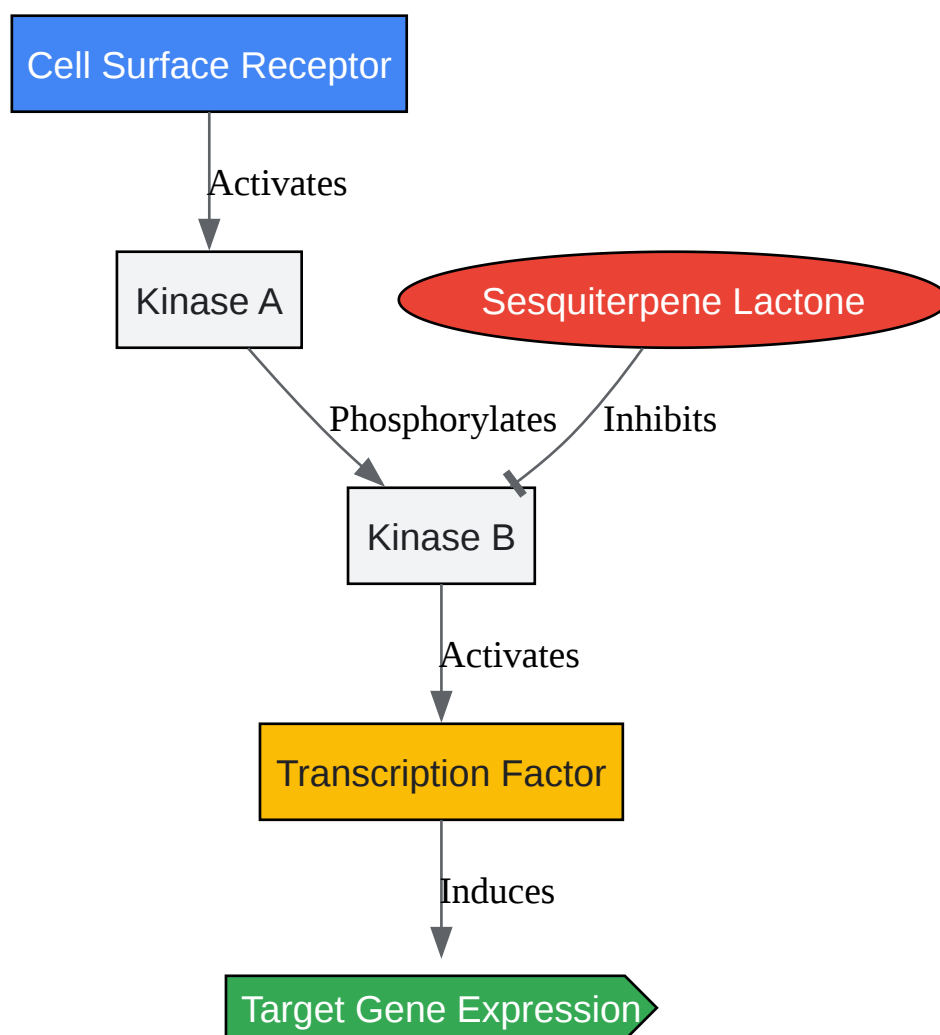 Cell Surface Receptor
Activates
Kinase A
Sesquiterpene Lactone
Phosphorylates
Inhibits
Kinase B
Activates
Transcription Factor
Induces
Target Gene Expression